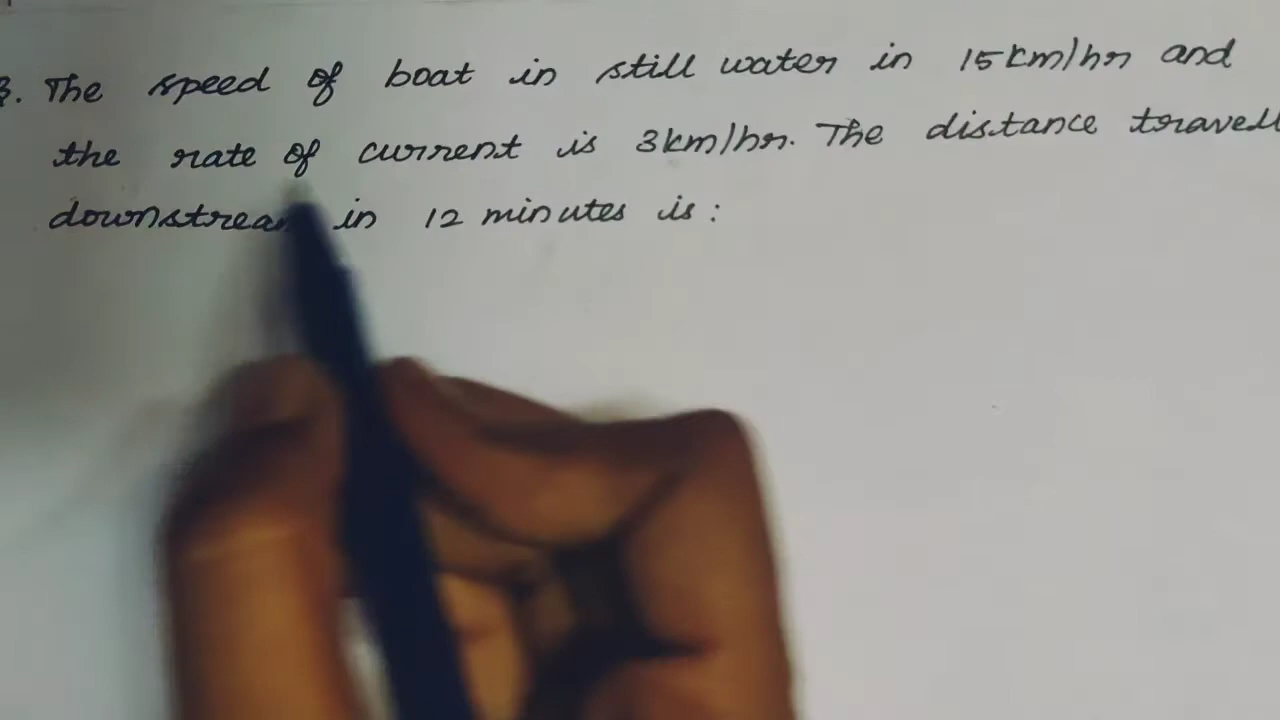 3. The speed of boat in still water in 15km/hr and
the rate of current is 3km/hr. The distance travell
downstream in 12 minutes is: